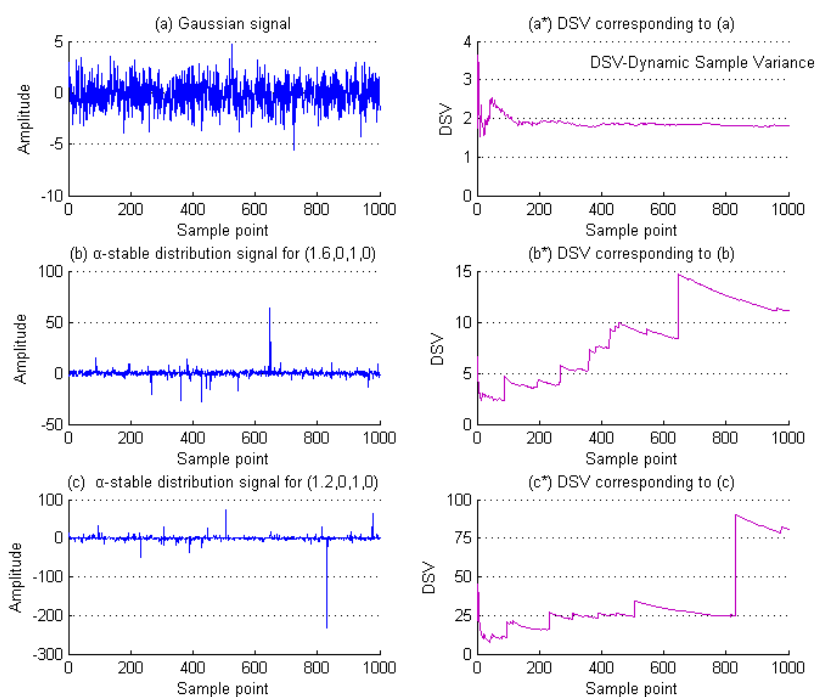 (a) Gaussian signal
5
0
-5
-10
Amplitude
0 200 400 600 800 1000
Sample point
(a*) DSV corresponding to (a)
DSV-Dynamic Sample Variance
4
3
2
1
0
DSV
0 200 400 600 800 1000
Sample point
(b) α-stable distribution signal for (1.6,0,1,0)
100
50
0
-50
Amplitude
0 200 400 600 800 1000
Sample point
(b*) DSV corresponding to (b)
15
10
5
0
DSV
0 200 400 600 800 1000
Sample point
(c) α-stable distribution signal for (1.2,0,1,0)
100
0
-100
-200
-300
Amplitude
0 200 400 600 800 1000
Sample point
(c*) DSV corresponding to (c)
100
75
50
25
0
DSV
0 200 400 600 800 1000
Sample point